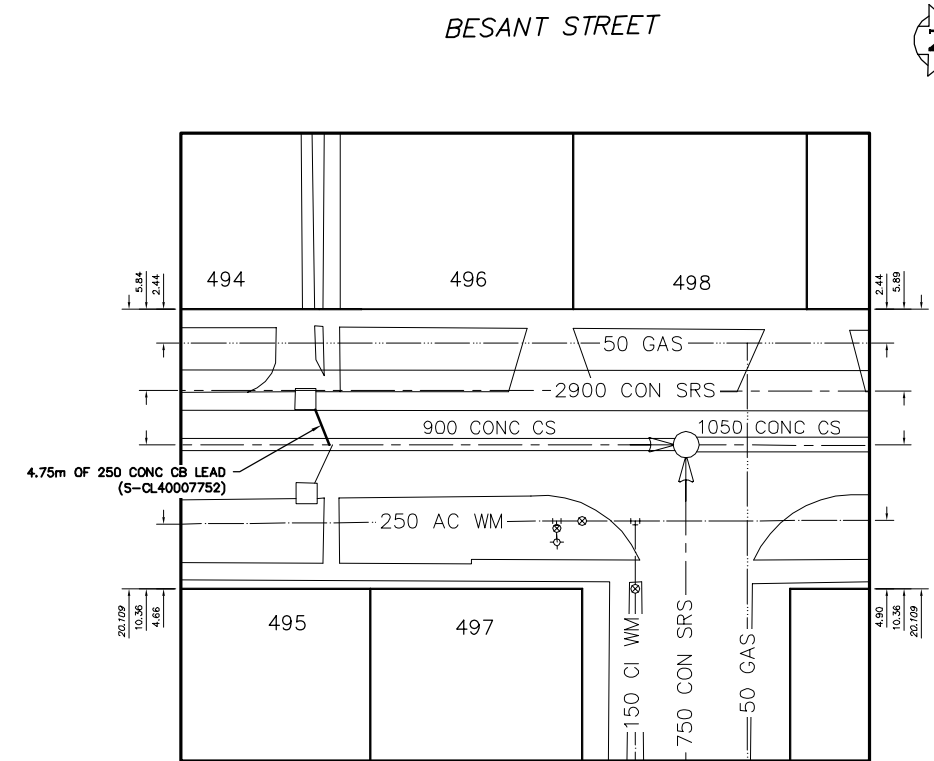 BESANT STREET
494
496
498
5.84
2.44
2.44
5.89
50 GAS
2900 CON SRS
900 CONC CS
1050 CONC CS
4.75m OF 250 CONC CB LEAD
(S-CL40007752)
250 AC WM
20.109
10.36
4.66
4.90
10.36
20.109
495
497
150 CI WM
750 CON SRS
50 GAS